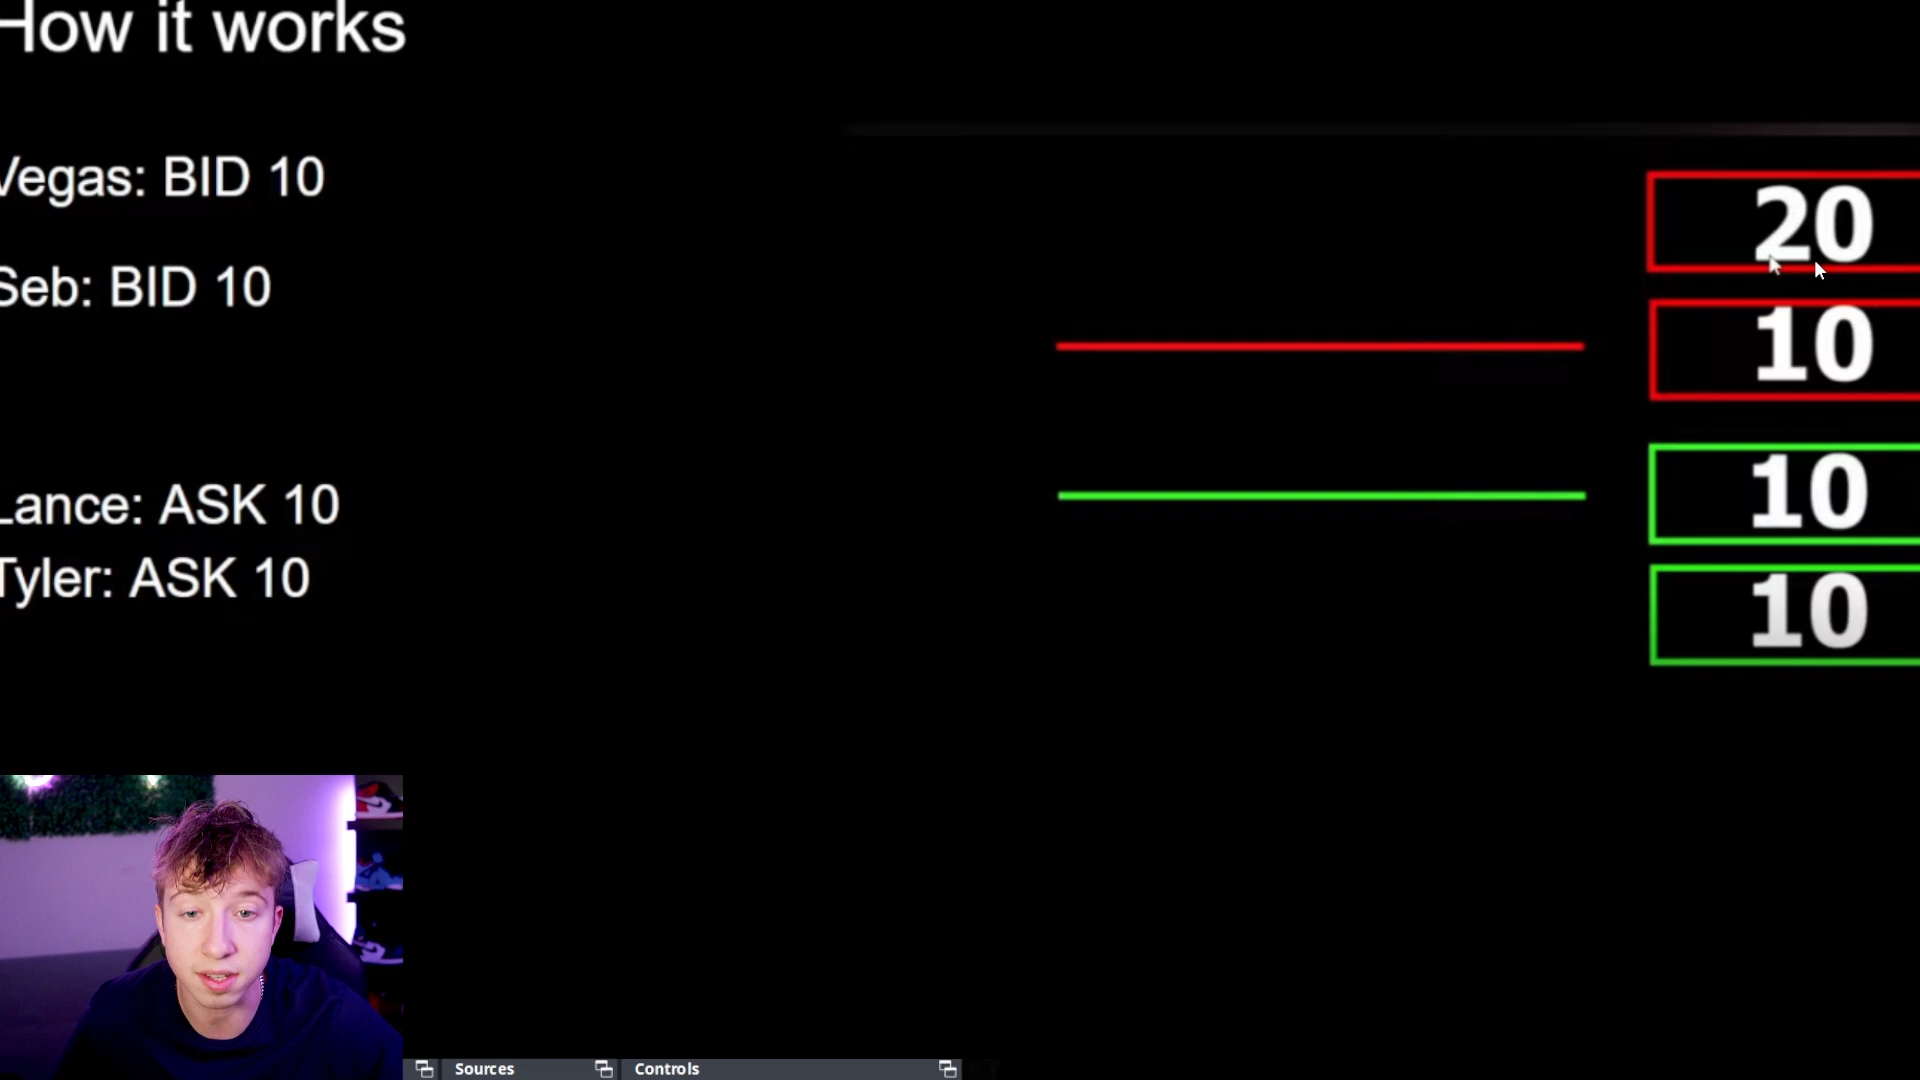 How it works
Vegas: BID 10
20
Seb: BID 10
10
Lance: ASK 10
10
Tyler: ASK 10
10
Sources
Controls